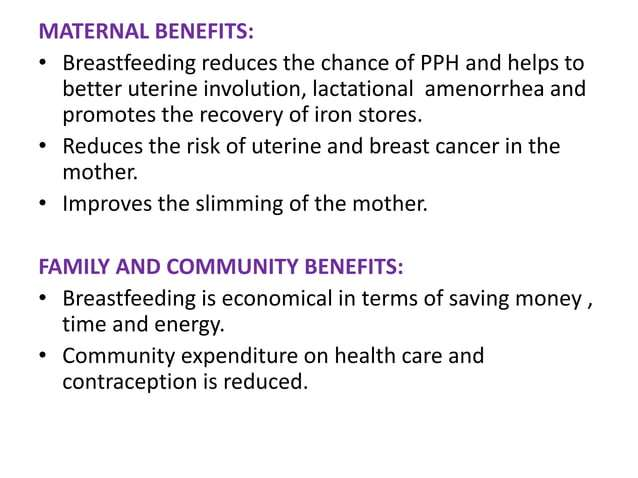 MATERNAL BENEFITS:
• Breastfeeding reduces the chance of PPH and helps to
better uterine involution, lactational  amenorrhea and
promotes the recovery of iron stores.
• Reduces the risk of uterine and breast cancer in the
mother.
• Improves the slimming of the mother.
FAMILY AND COMMUNITY BENEFITS:
• Breastfeeding is economical in terms of saving money ,
time and energy.
• Community expenditure on health care and
contraception is reduced.